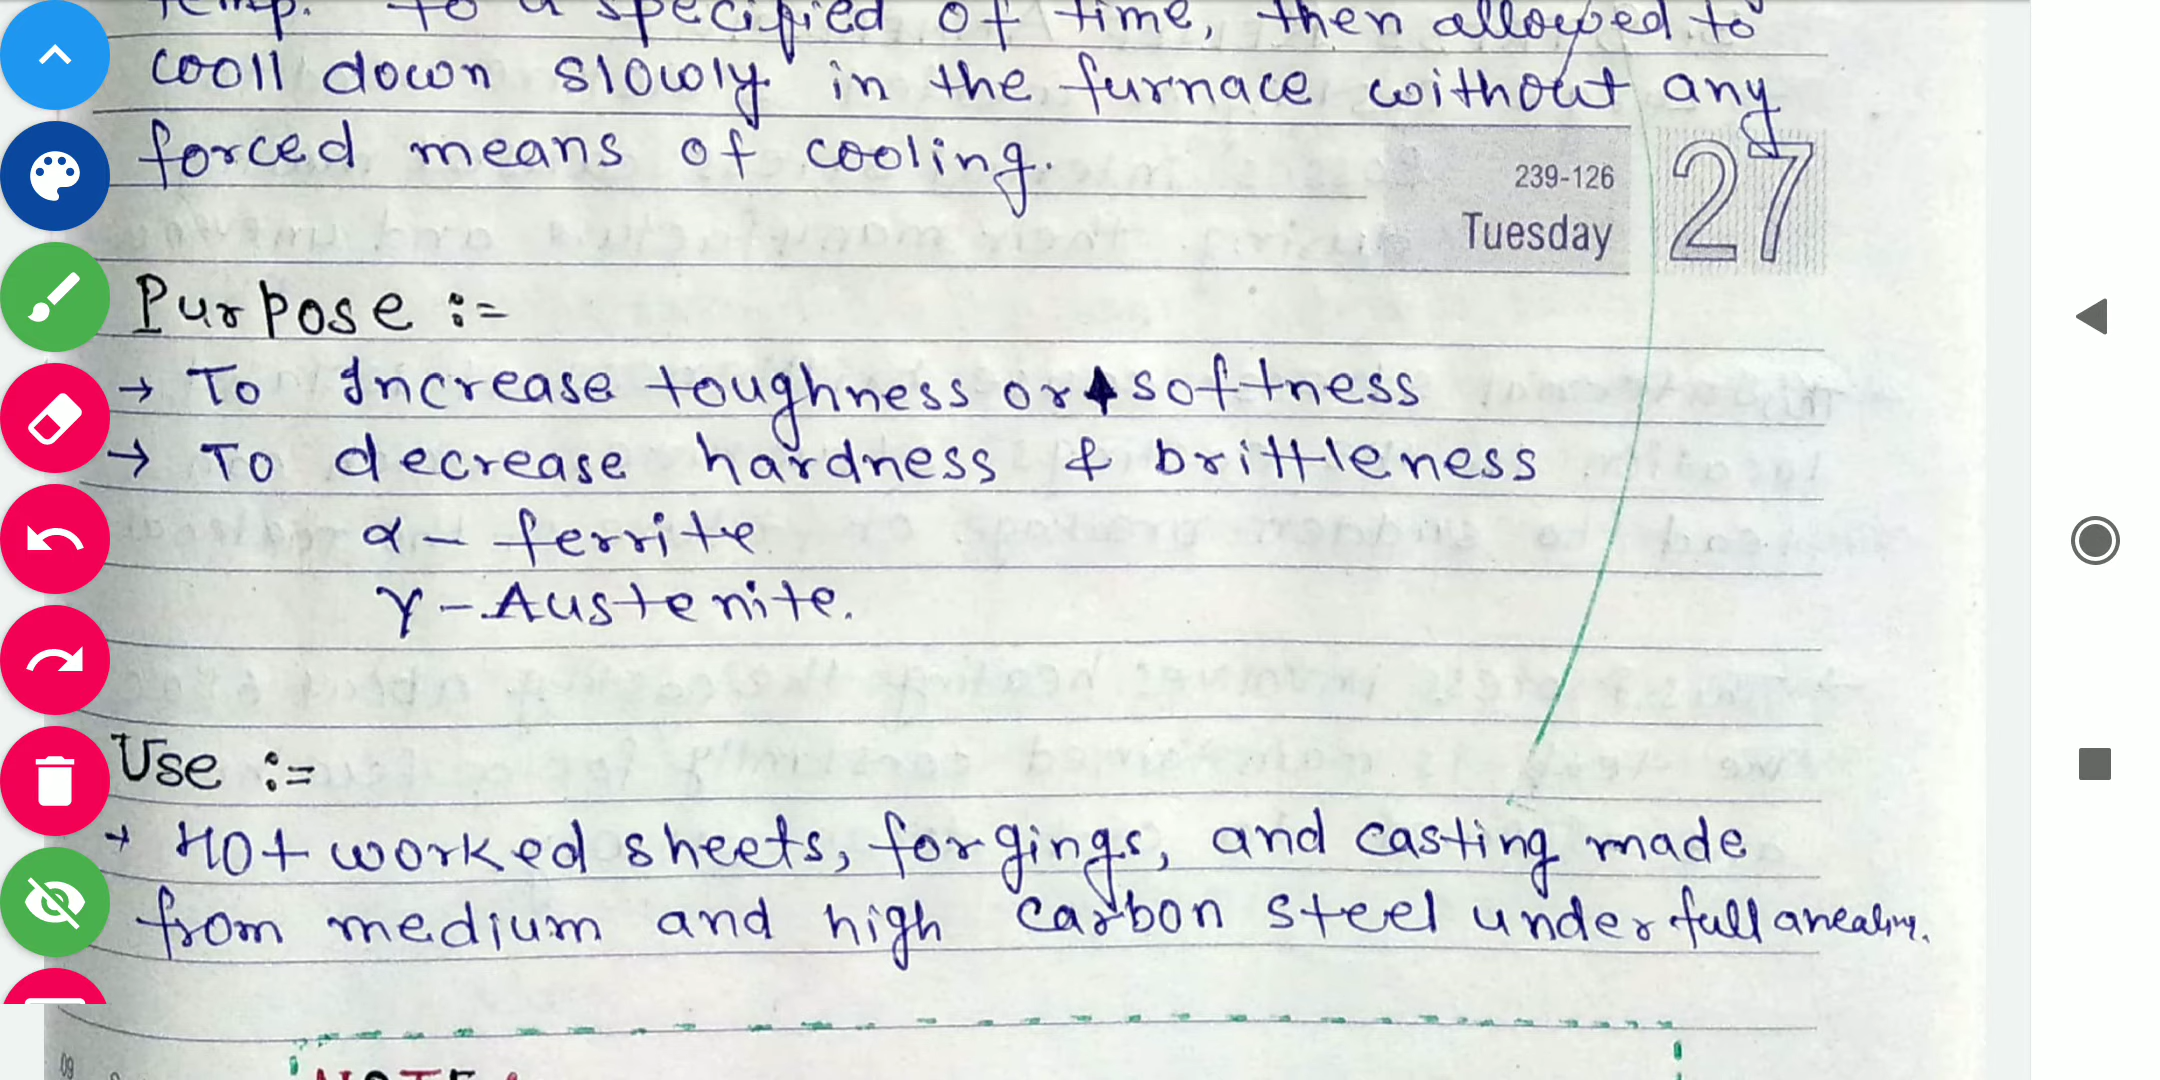 temp. to a specified of time, then allowed to
cooll down slowly in the furnace without any
forced means of cooling.
239-126
Tuesday
27
Purpose :=
→ To Increase toughness or softness
→ To decrease hardness & brittleness
α - ferrite
γ - Austenite.
Use :=
→ Hot worked sheets, forgings, and casting made
from medium and high carbon steel under full anealing.
09
NOTE